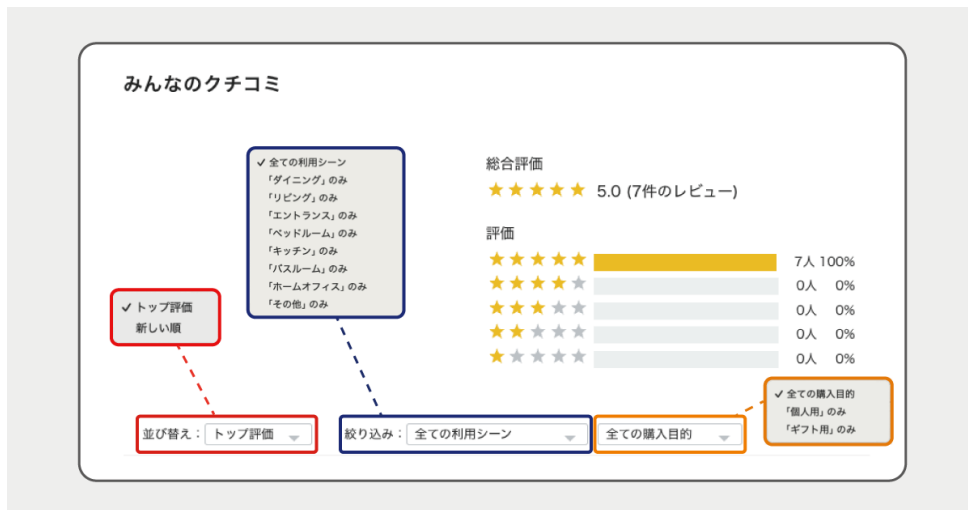 みんなのクチコミ
✓ 全ての利用シーン
「ダイニング」のみ
「リビング」のみ
「エントランス」のみ
「ベッドルーム」のみ
「キッチン」のみ
「バスルーム」のみ
「ホームオフィス」のみ
「その他」のみ
総合評価
★★★★★ 5.0 (7件のレビュー)
評価
★★★★★ 7人 100%
★★★★★ 0人 0%
★★★★★ 0人 0%
★★★★★ 0人 0%
★★★★★ 0人 0%
✓ トップ評価
新しい順
✓ 全ての購入目的
「個人用」のみ
「ギフト用」のみ
並び替え： トップ評価 絞り込み： 全ての利用シーン 全ての購入目的